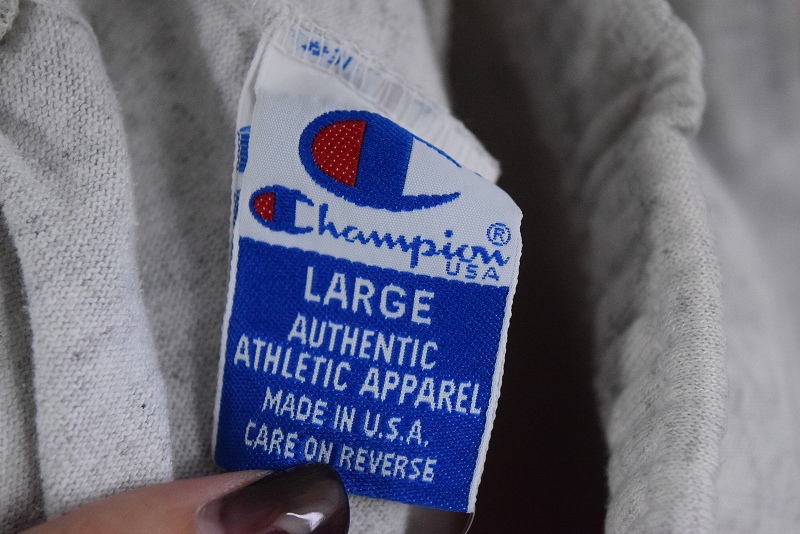 Champion®
USA
LARGE
AUTHENTIC
ATHLETIC APPAREL
MADE IN U.S.A.
CARE ON REVERSE